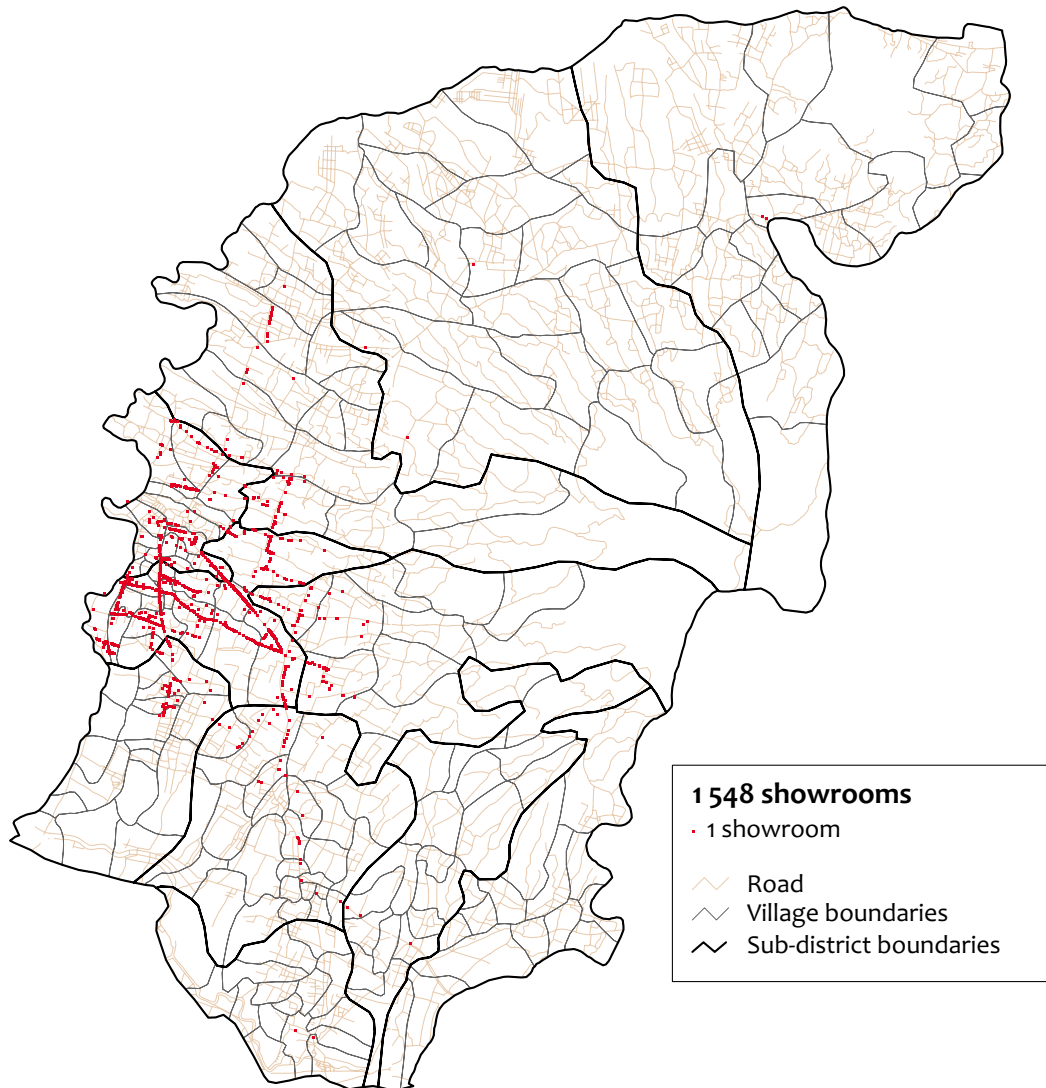 1 548 showrooms
1 showroom
Road
Village boundaries
Sub-district boundaries